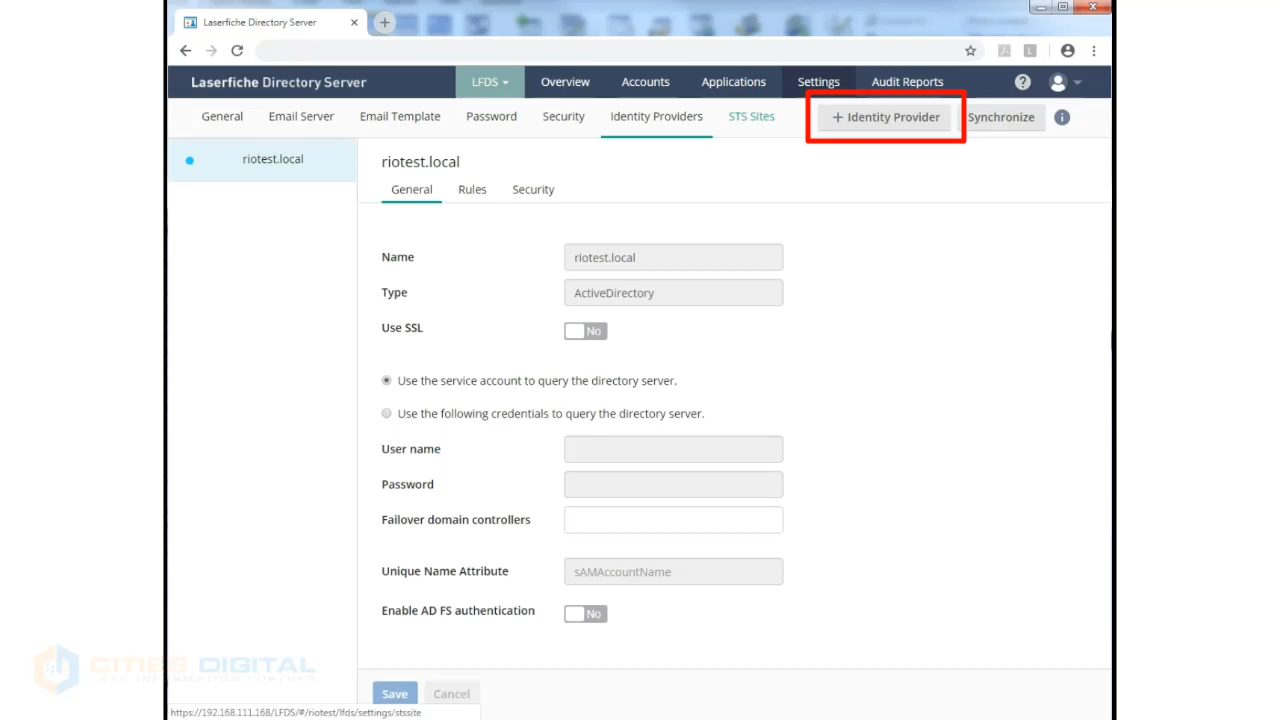 Laserfiche Directory Server
Laserfiche Directory Server LFDS Overview Accounts Applications Settings Audit Reports
General Email Server Email Template Password Security Identity Providers STS Sites + Identity Provider Synchronize
riotest.local
riotest.local
General Rules Security
Name riotest.local
Type ActiveDirectory
Use SSL No
Use the service account to query the directory server.
Use the following credentials to query the directory server.
User name
Password
Failover domain controllers
Unique Name Attribute sAMAccountName
Enable AD FS authentication No
CITIES DIGITAL
Save Cancel
https://192.168.111.168/LFDS/#/riotest/lfds/settings/stssite